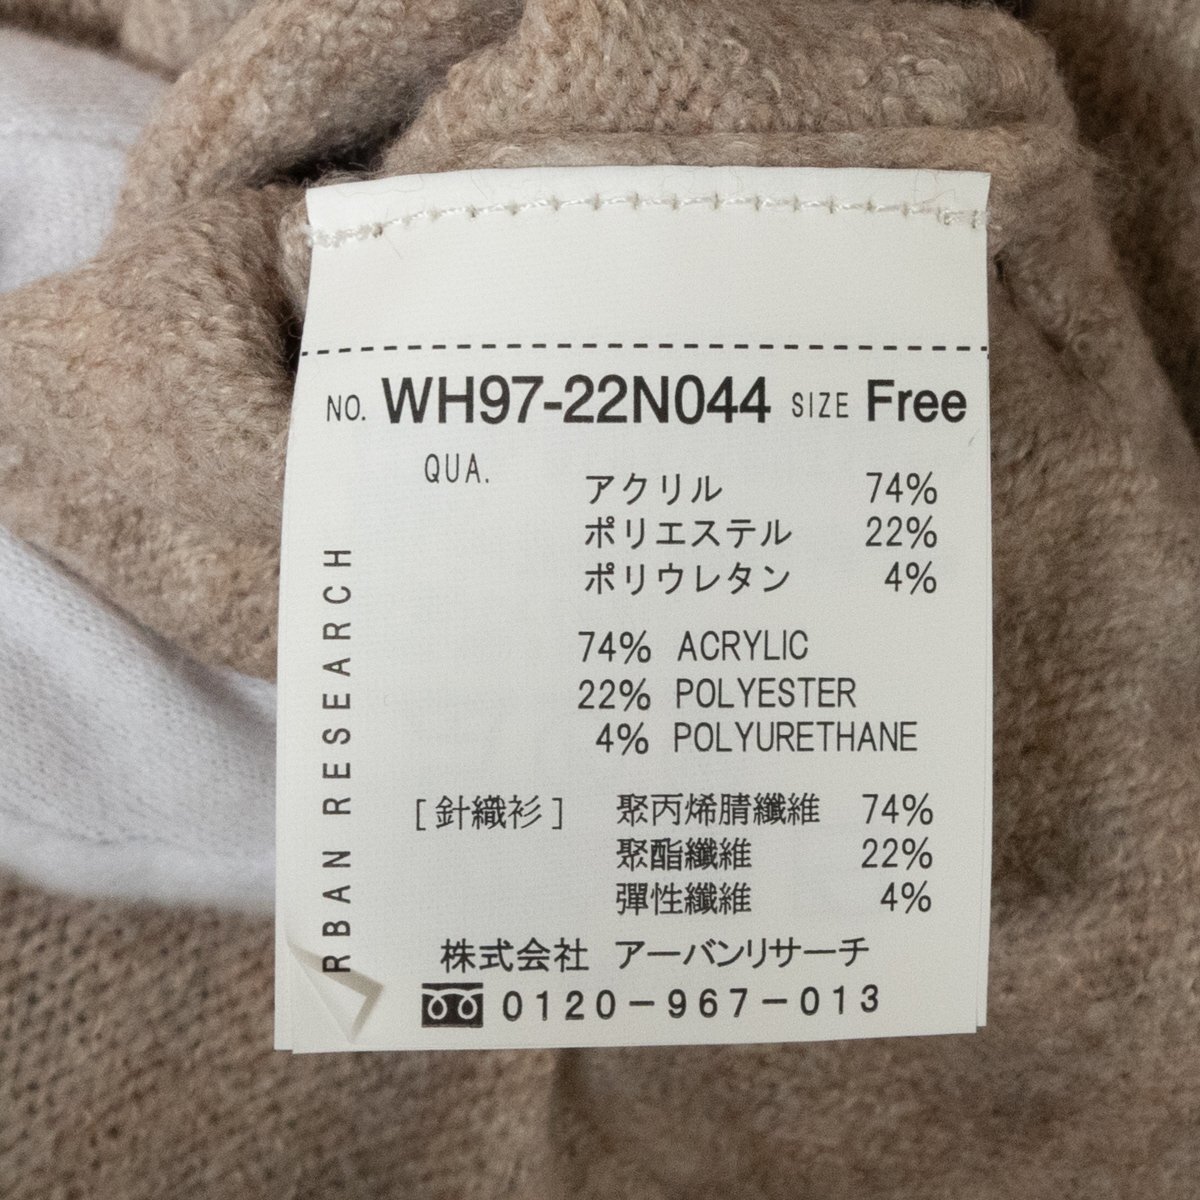 NO. WH97-22N044 SIZE Free
QUA.
アクリル 74%
ポリエステル 22%
ポリウレタン 4%
74% ACRYLIC
22% POLYESTER
4% POLYURETHANE
[針織衫] 聚丙烯腈纖維 74%
聚酯纖維 22%
彈性纖維 4%
株式会社 アーバンリサーチ
0120-967-013
RBAN RESEARCH